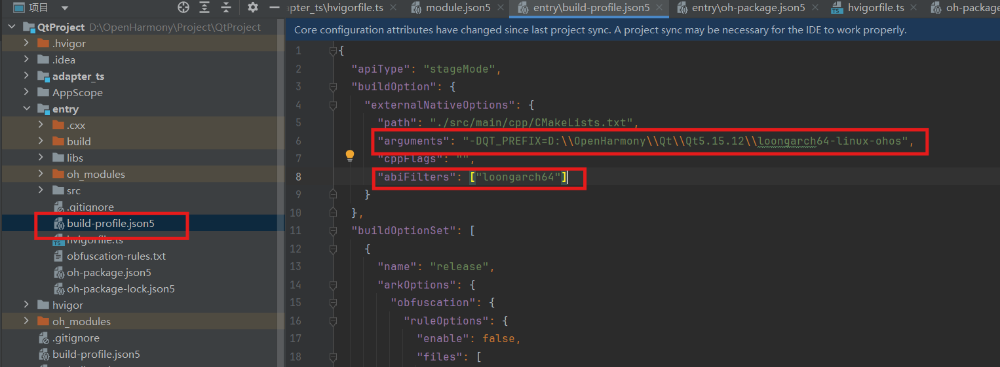 项目
adapter_ts\hvigorfile.ts
module.json5
entry\build-profile.json5
entry\oh-package.json5
hvigorfile.ts
oh-package
QtProject D:\OpenHarmony\Project\QtProject
.hvigor
.idea
adapter_ts
AppScope
entry
.cxx
build
libs
oh_modules
src
.gitignore
build-profile.json5
hvigorfile.ts
obfuscation-rules.txt
oh-package.json5
oh-package-lock.json5
hvigor
oh_modules
.gitignore
build-profile.json5
Core configuration attributes have changed since last project sync. A project sync may be necessary for the IDE to work properly.
1 {
2 "apiType": "stageMode",
3 "buildOption": {
4 "externalNativeOptions": {
5 "path": "./src/main/cpp/CMakeLists.txt",
6 "arguments": "-DQT_PREFIX=D:\\OpenHarmony\\Qt\\Qt5.15.12\\loongarch64-linux-ohos",
7 "cppFlags": "",
8 "abiFilters": ["loongarch64"]
9 }
10 },
11 "buildOptionSet": [
12 {
13 "name": "release",
14 "arkOptions": {
15 "obfuscation": {
16 "ruleOptions": {
17 "enable": false,
18 "files": [